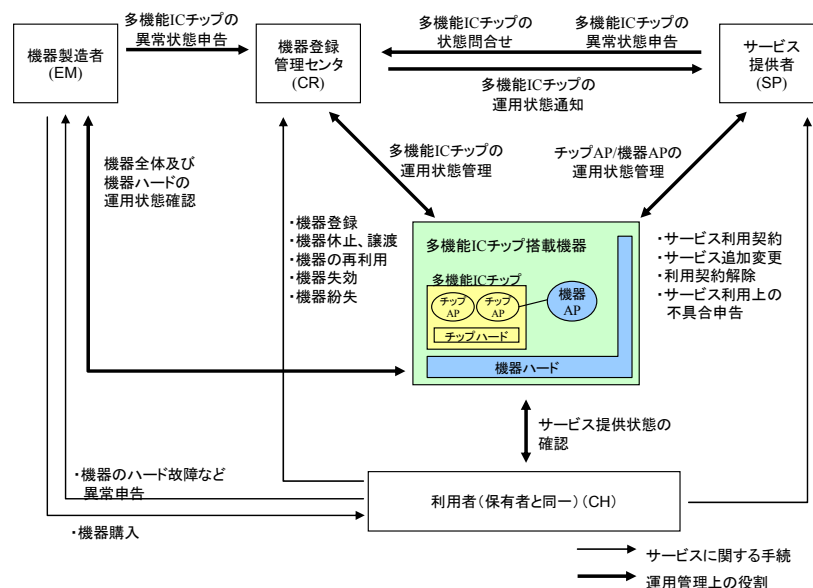 多機能ICチップの
異常状態申告
多機能ICチップの
状態問合せ
多機能ICチップの
異常状態申告
機器製造者
(EM)
機器登録
管理センタ
(CR)
サービス
提供者
(SP)
多機能ICチップの
運用状態通知
機器全体及び
機器ハードの
運用状態確認
多機能ICチップの
運用状態管理
チップAP/機器APの
運用状態管理
・機器登録
・機器休止、譲渡
・機器の再利用
・機器失効
・機器紛失
多機能ICチップ搭載機器
多機能ICチップ
チップ
AP
チップ
AP
機器
AP
チップハード
機器ハード
・サービス利用契約
・サービス追加変更
・利用契約解除
・サービス利用上の
不具合申告
サービス提供状態の
確認
・機器のハード故障など
異常申告
利用者(保有者と同一)(CH)
・機器購入
サービスに関する手続
運用管理上の役割